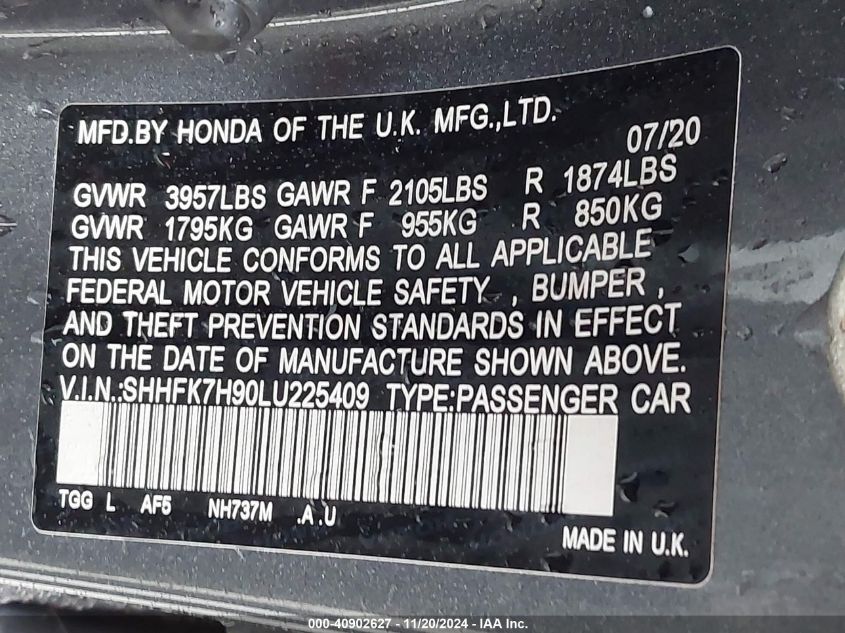 MFD.BY HONDA OF THE U.K. MFG.,LTD. 07/20
GVWR 3957LBS GAWR F 2105LBS R 1874LBS
GVWR 1795KG GAWR F 955KG R 850KG
THIS VEHICLE CONFORMS TO ALL APPLICABLE
FEDERAL MOTOR VEHICLE SAFETY , BUMPER ,
AND THEFT PREVENTION STANDARDS IN EFFECT
ON THE DATE OF MANUFACTURE SHOWN ABOVE.
V.I.N.:SHHFK7H90LU225409 TYPE:PASSENGER CAR
TGG L AF5 NH737M .A .U
MADE IN U.K.
000-40902627 - 11/20/2024 - IAA Inc.